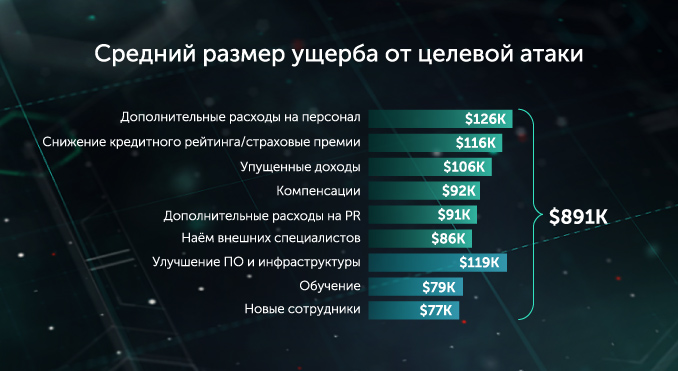 Средний размер ущерба от целевой атаки
Дополнительные расходы на персонал $126K
Снижение кредитного рейтинга/страховые премии $116K
Упущенные доходы $106K
Компенсации $92K
Дополнительные расходы на PR $91K
$891K
Наём внешних специалистов $86K
Улучшение ПО и инфраструктуры $119K
Обучение $79K
Новые сотрудники $77K